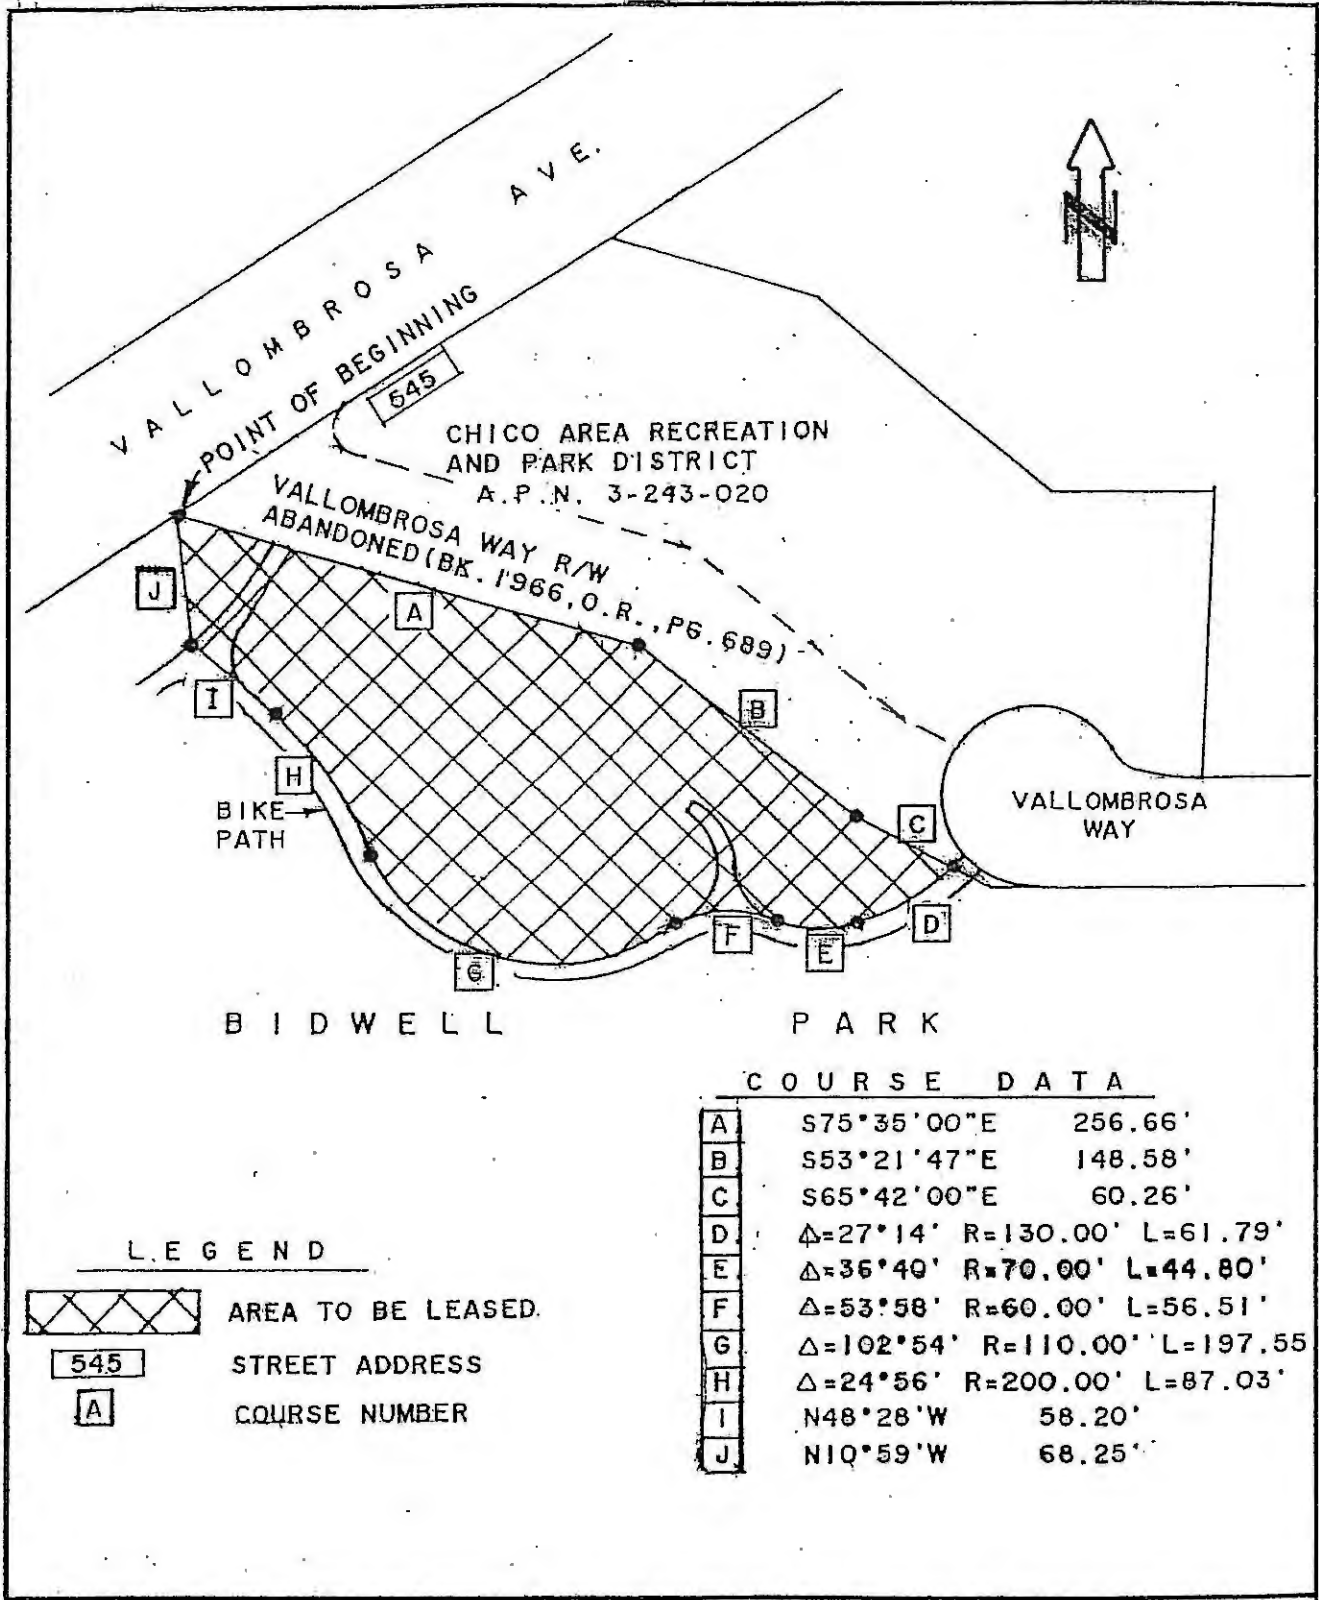 VALLOMBROSA AVE.
POINT OF BEGINNING
545
N
CHICO AREA RECREATION
AND PARK DISTRICT
A.P.N. 3-243-020
VALLOMBROSA WAY R/W
ABANDONED (BK. 1966, O.R., PG. 689)
J
A
I
B
H
BIKE
PATH
C
VALLOMBROSA
WAY
D
F
E
G
BIDWELL PARK
COURSE DATA
A S75°35'00"E 256.66'
B S53°21'47"E 148.58'
C S65°42'00"E 60.26'
D Δ=27°14' R=130.00' L=61.79'
E Δ=36°40' R=70.00' L=44.80'
F Δ=53°58' R=60.00' L=56.51'
G Δ=102°54' R=110.00' L=197.55
H Δ=24°56' R=200.00' L=87.03'
I N48°28'W 58.20'
J N10°59'W 68.25'
LEGEND
AREA TO BE LEASED.
545 STREET ADDRESS
A COURSE NUMBER